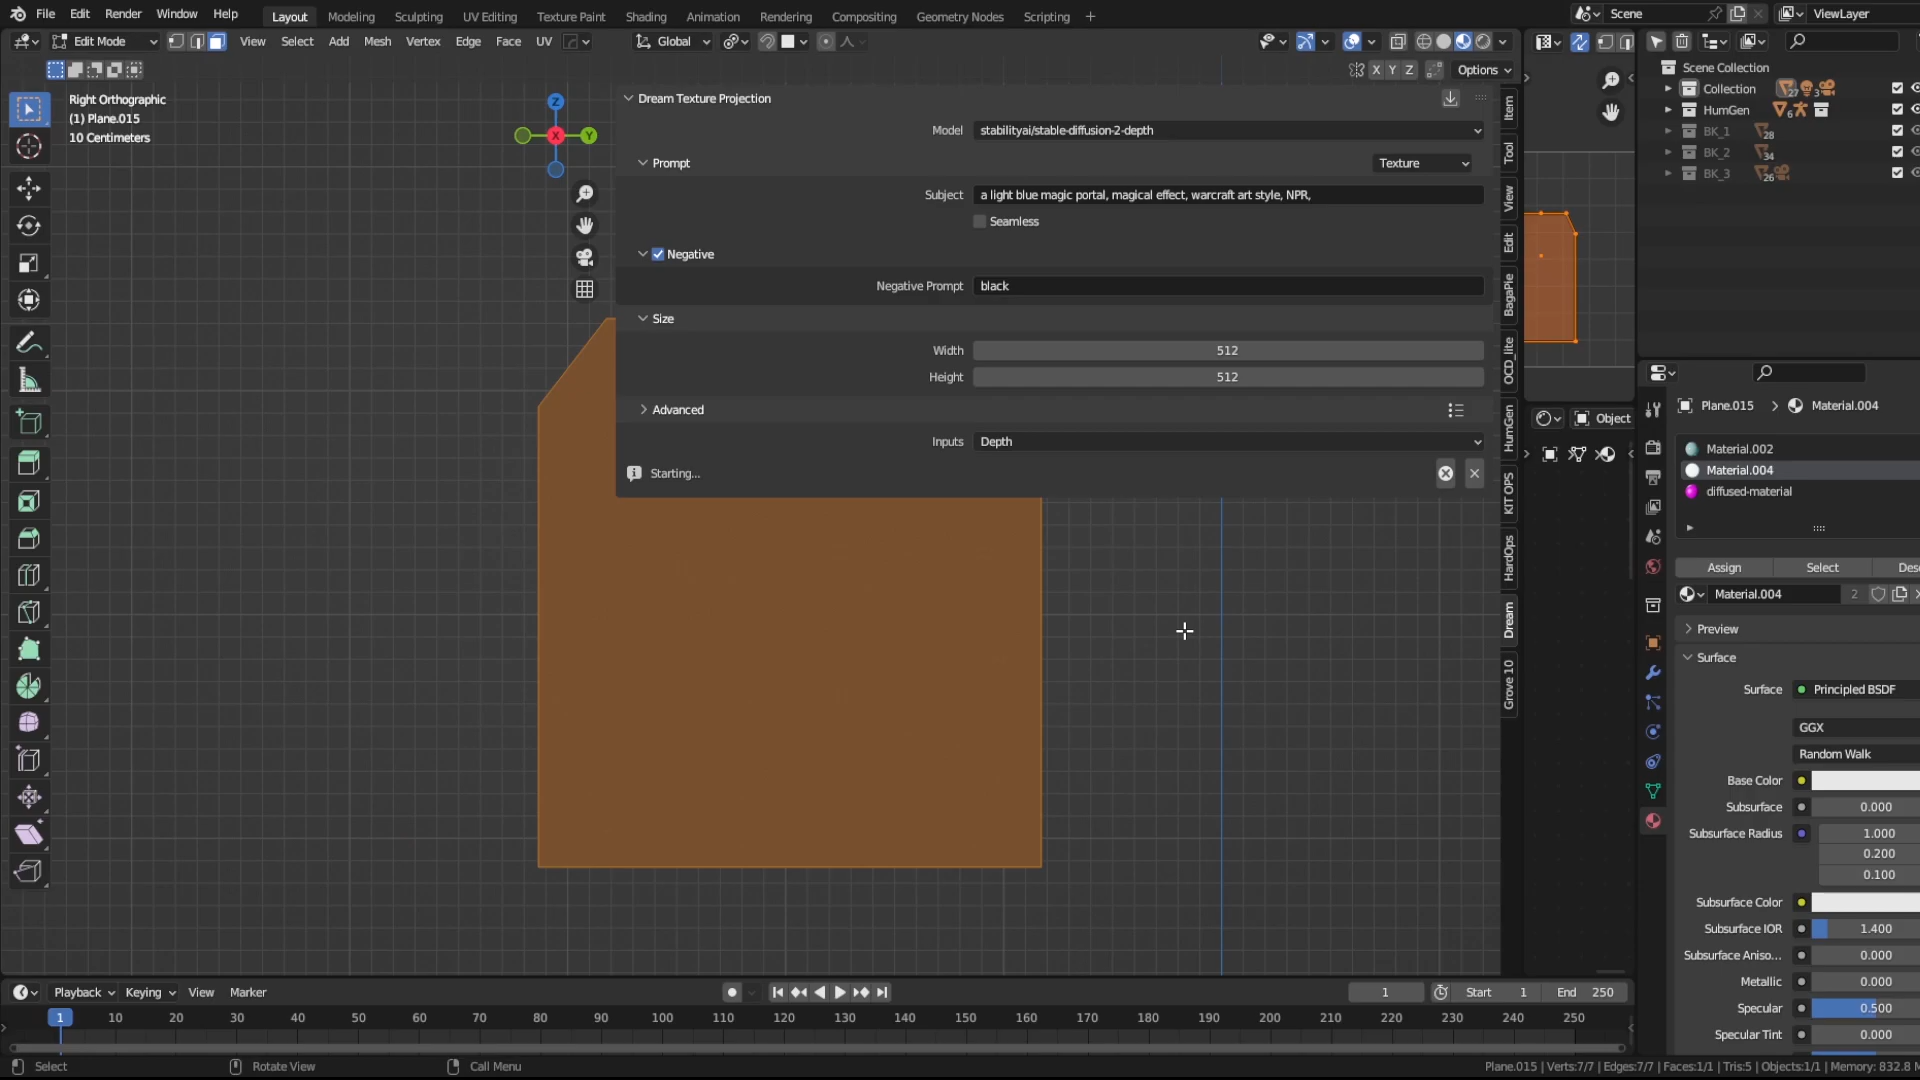 File Edit Render Window Help Layout Modeling Sculpting UV Editing Texture Paint Shading Animation Rendering Compositing Geometry Nodes Scripting + Scene ViewLayer
Edit Mode View Select Add Mesh Vertex Edge Face UV Global
X Y Z Options
Scene Collection
Collection 27 3
HumGen 6
BK_1 28
BK_2 34
BK_3 26
Right Orthographic
(1) Plane.015
10 Centimeters
Z
X
Y
Dream Texture Projection
Model stabilityai/stable-diffusion-2-depth
Prompt Texture
Subject a light blue magic portal, magical effect, warcraft art style, NPR,
Seamless
Negative
Negative Prompt black
Size
Width 512
Height 512
Advanced
Inputs Depth
Starting...
Item
Tool
View
Edit
BagaPie
OCD_lite
HumGen
KIT OPS
HardOps
Dream
Grove 10
Object
Plane.015 > Material.004
Material.002
Material.004
diffused-material
Assign Select Des
Material.004 2
Preview
Surface
Surface Principled BSDF
GGX
Random Walk
Base Color
Subsurface 0.000
Subsurface Radius 1.000
0.200
0.100
Subsurface Color
Subsurface IOR 1.400
Subsurface Aniso... 0.000
Metallic 0.000
Specular 0.500
Specular Tint 0.000
Playback Keying View Marker 1 Start 1 End 250
1 10 20 30 40 50 60 70 80 90 100 110 120 130 140 150 160 170 180 190 200 210 220 230 240 250
Select Rotate View Call Menu Plane.015 | Verts:7/7 | Edges:7/7 | Faces:1/1 | Tris:5 | Objects:1/1 | Memory: 832.8 M